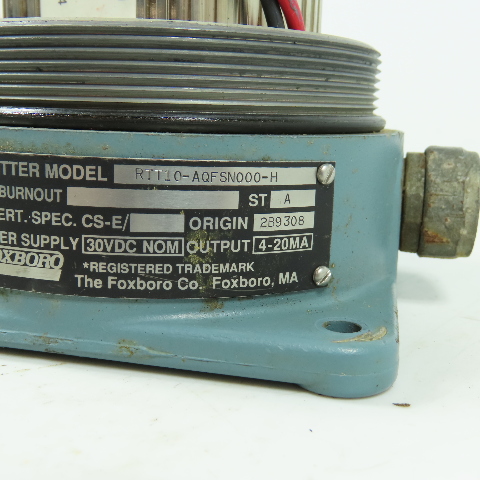 TTER MODEL RTT10-AQFSN000-H
BURNOUT ST A
ERT. SPEC. CS-E/ ORIGIN 2B9308
ER SUPPLY 30VDC NOM OUTPUT 4-20MA
OXBORO *REGISTERED TRADEMARK
The Foxboro Co. Foxboro, MA